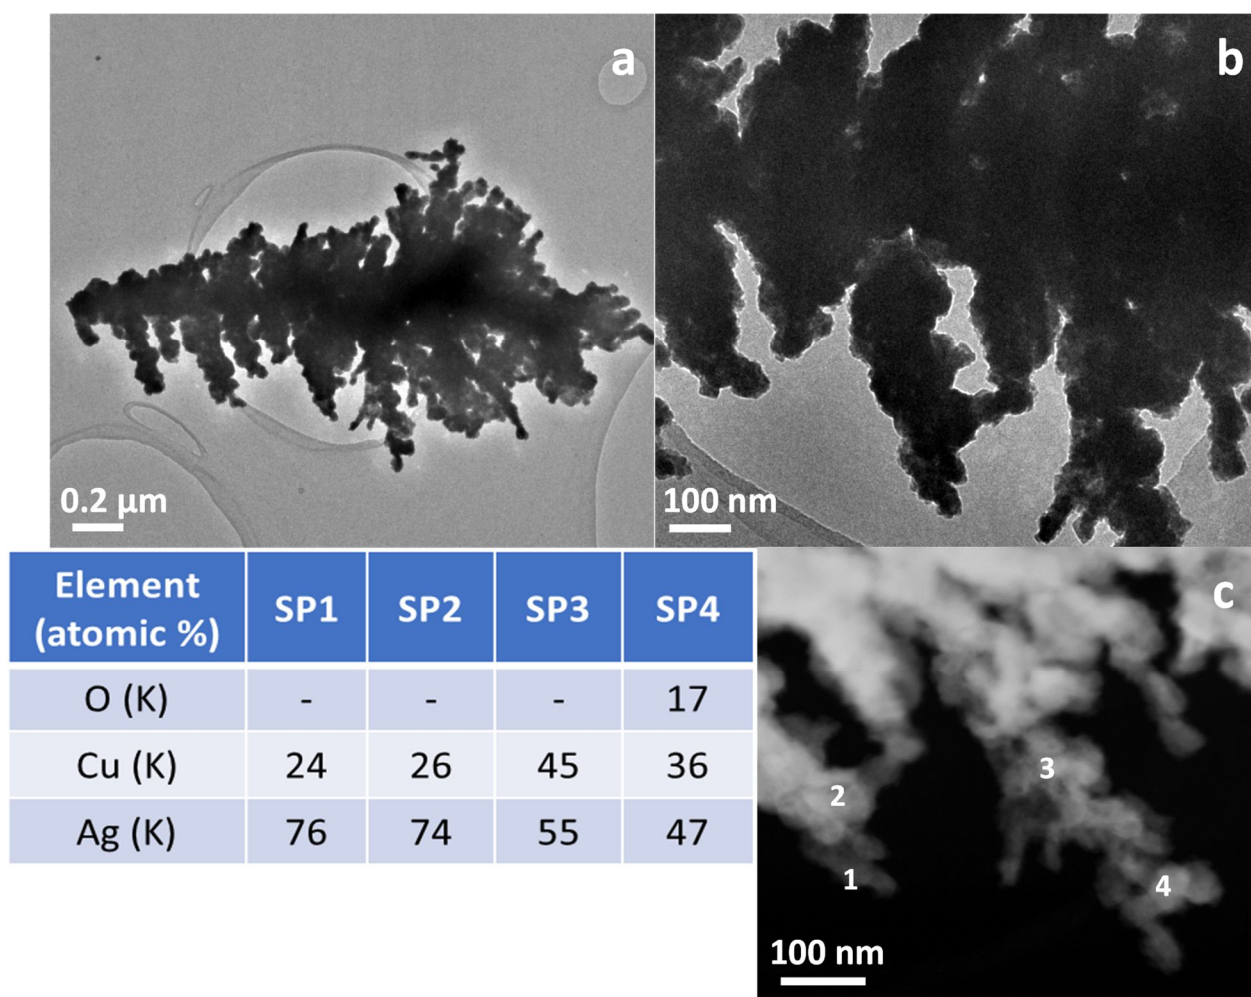 a
b
0.2 µm
100 nm
Element (atomic %) SP1 SP2 SP3 SP4
O (K) - - - 17
Cu (K) 24 26 45 36
Ag (K) 76 74 55 47
c
3
2
1
4
100 nm